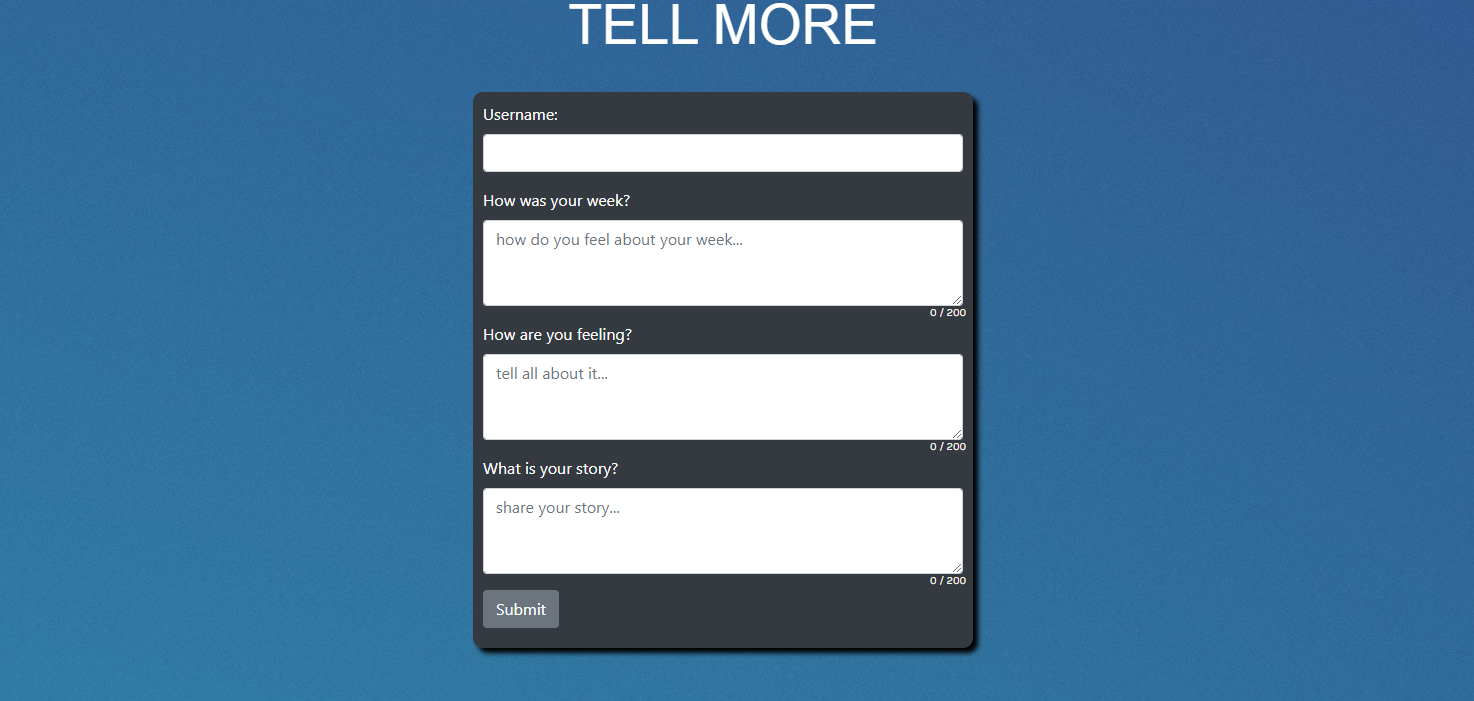 TELL MORE
Username:
How was your week?
how do you feel about your week...
0 / 200
How are you feeling?
tell all about it...
0 / 200
What is your story?
share your story...
0 / 200
Submit